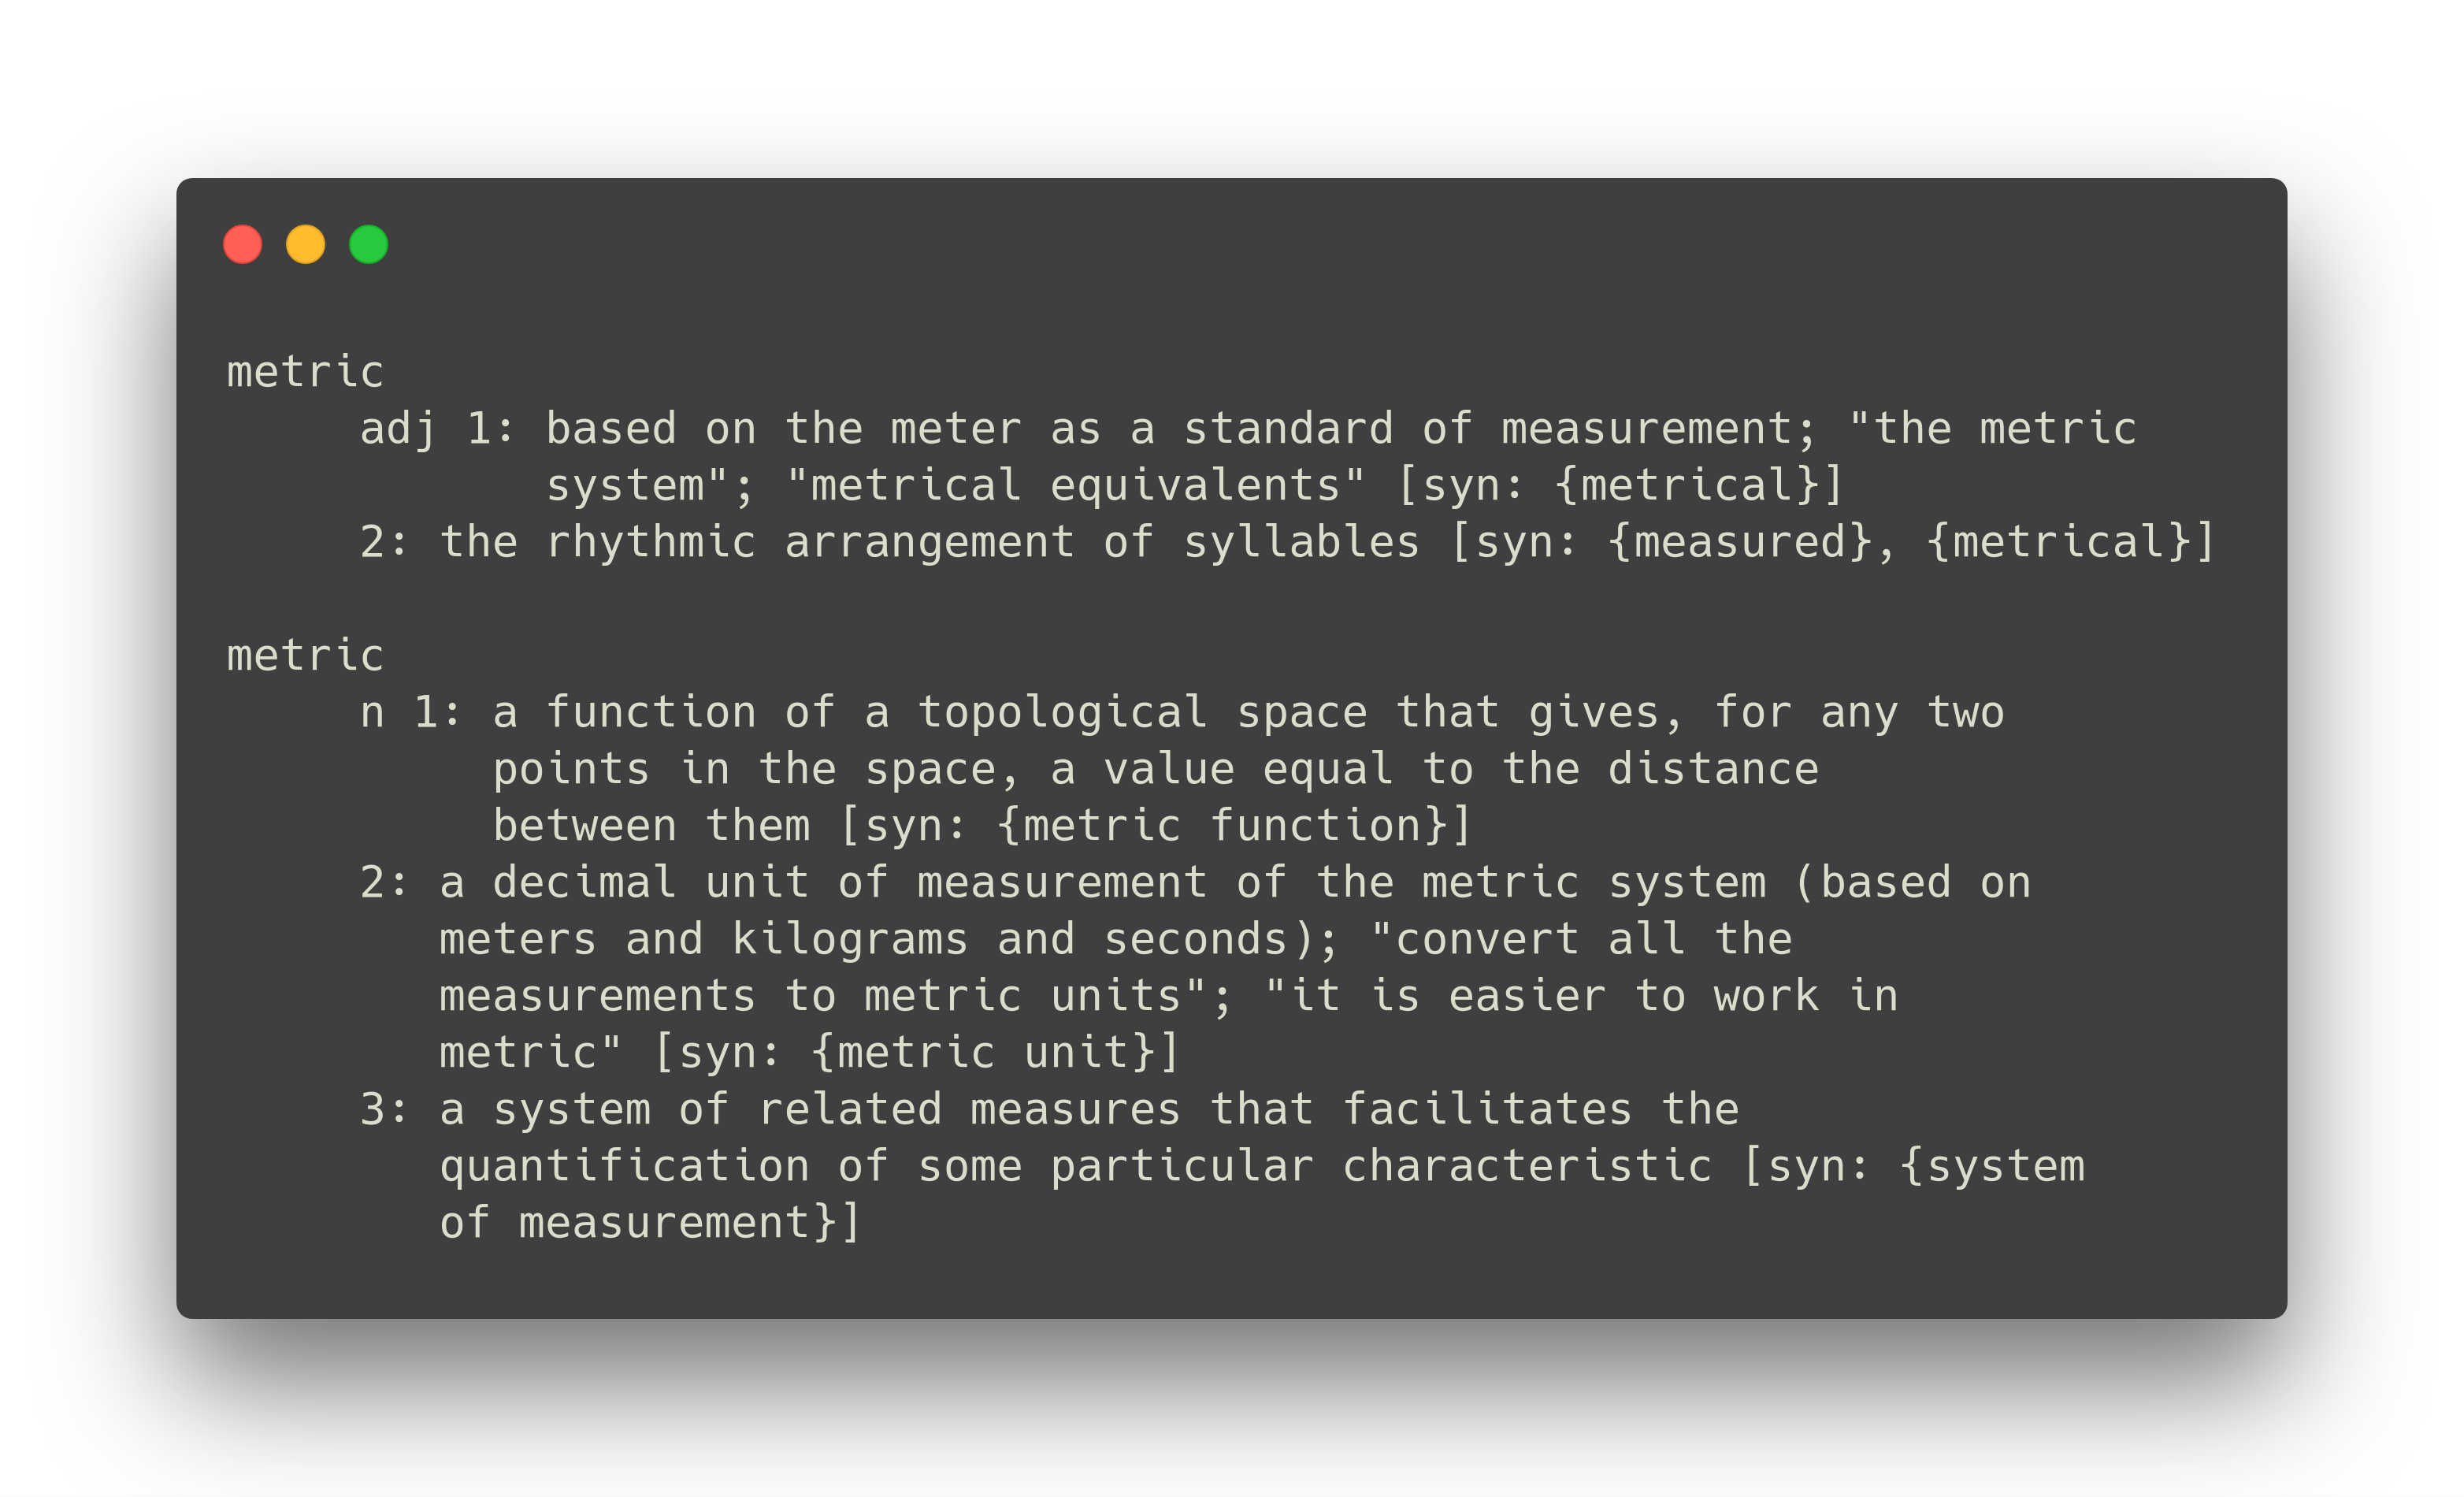 metric
adj 1: based on the meter as a standard of measurement; "the metric
system"; "metrical equivalents" [syn: {metrical}]
2: the rhythmic arrangement of syllables [syn: {measured}, {metrical}]
metric
n 1: a function of a topological space that gives, for any two
points in the space, a value equal to the distance
between them [syn: {metric function}]
2: a decimal unit of measurement of the metric system (based on
meters and kilograms and seconds); "convert all the
measurements to metric units"; "it is easier to work in
metric" [syn: {metric unit}]
3: a system of related measures that facilitates the
quantification of some particular characteristic [syn: {system
of measurement}]